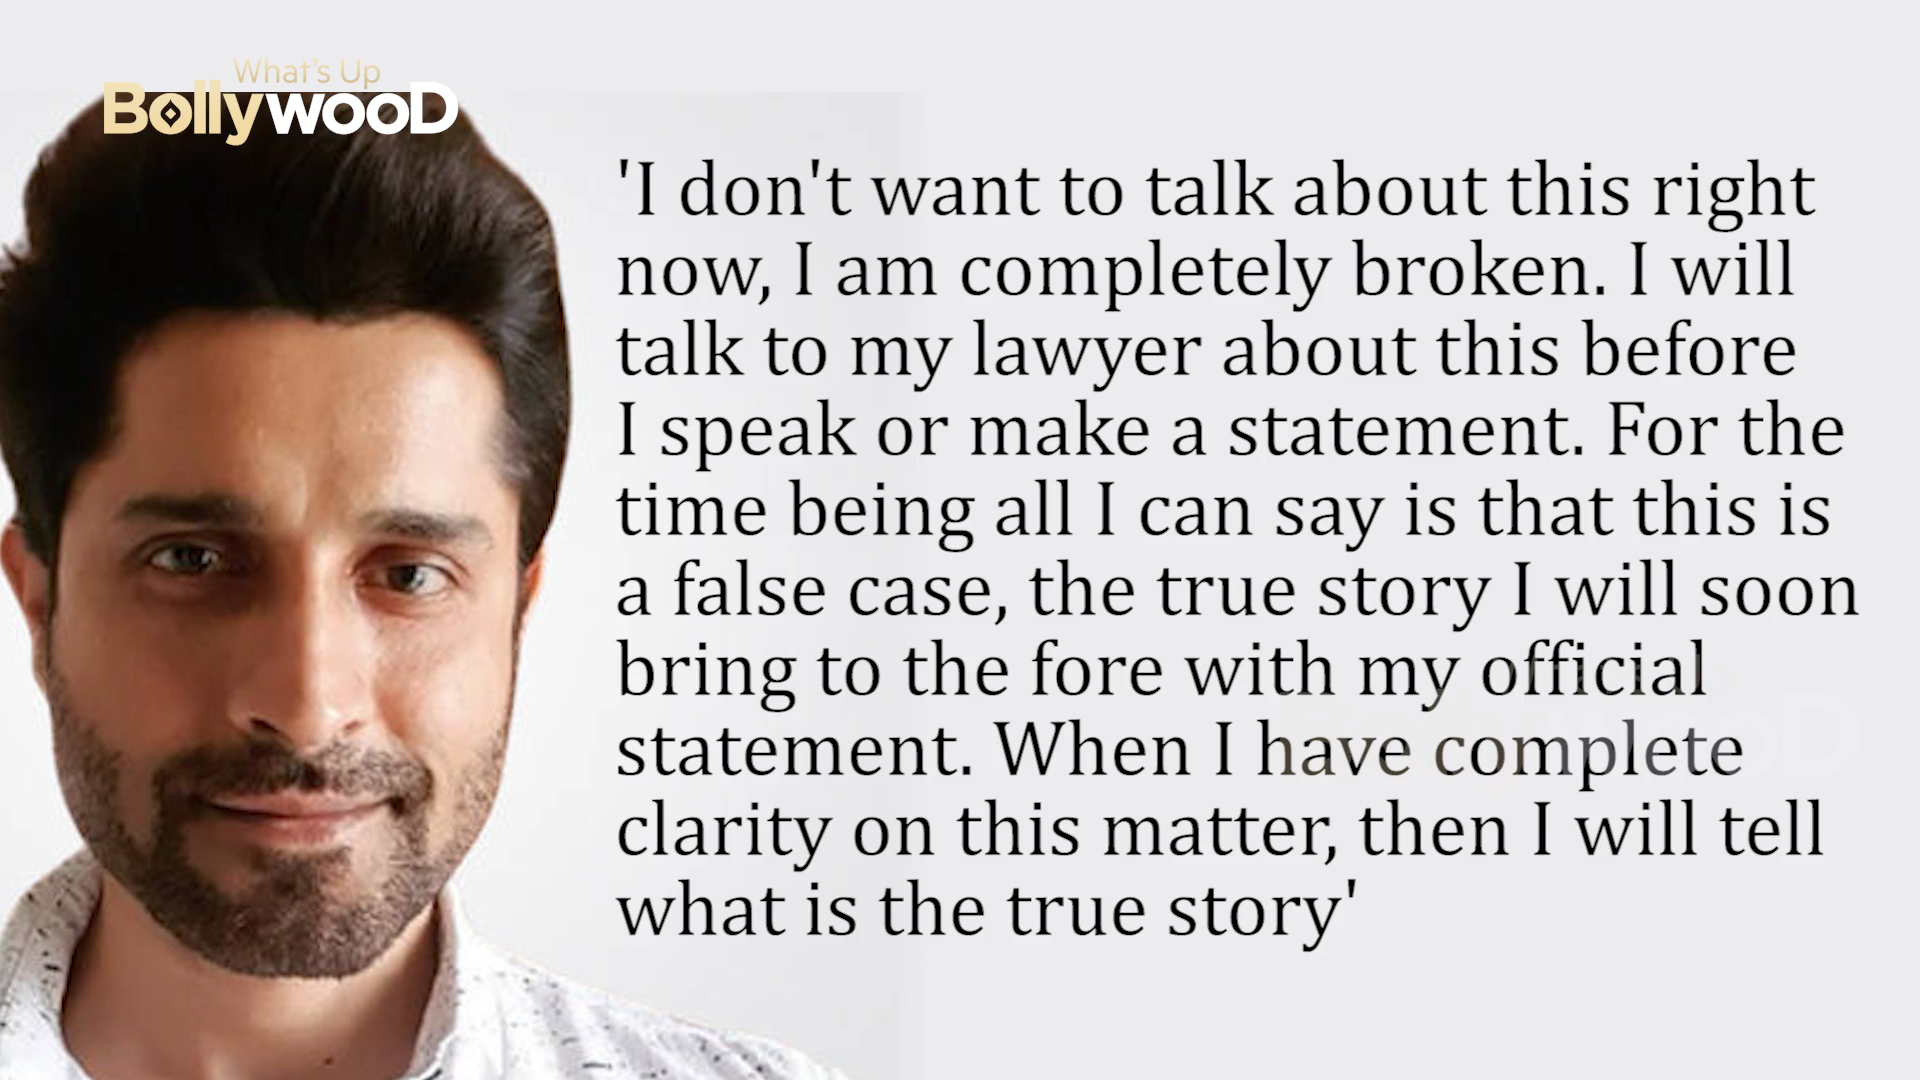 What's Up
BollywooD
'I don't want to talk about this right
now, I am completely broken. I will
talk to my lawyer about this before
I speak or make a statement. For the
time being all I can say is that this is
a false case, the true story I will soon
bring to the fore with my official
statement. When I have complete
clarity on this matter, then I will tell
what is the true story'